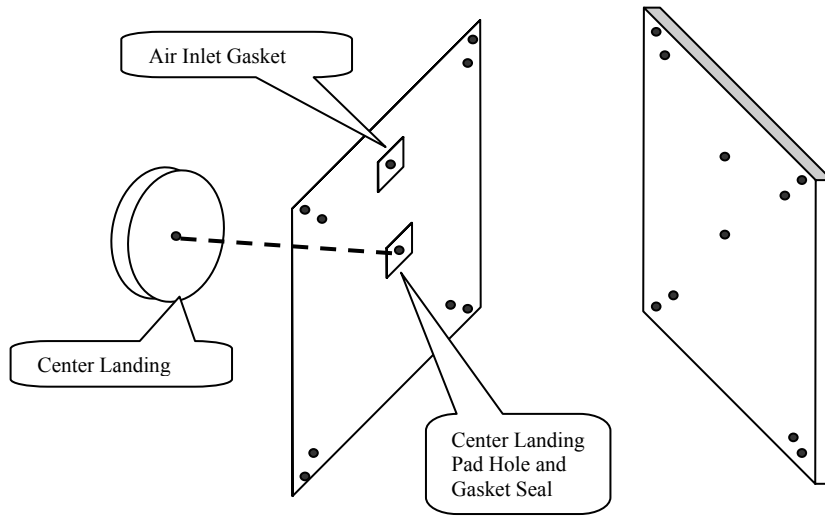 Air Inlet Gasket
Center Landing
Center Landing
Pad Hole and
Gasket Seal